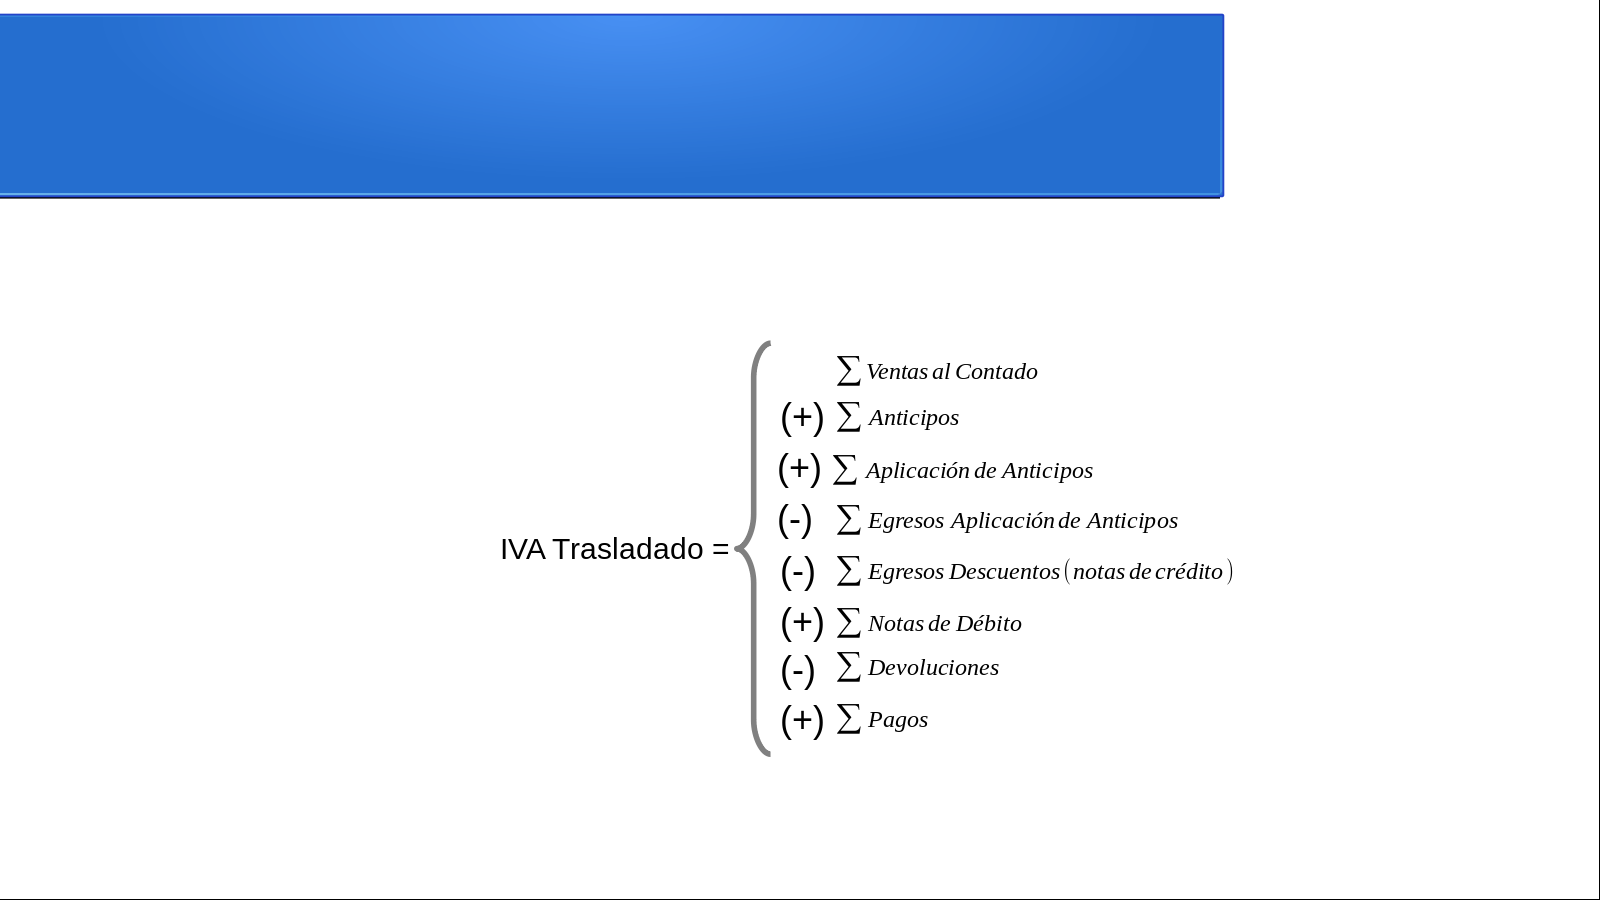 ∑ Ventas al Contado
(+) ∑ Anticipos
(+) ∑ Aplicación de Anticipos
(-) ∑ Egresos Aplicación de Anticipos
IVA Trasladado =
(-) ∑ Egresos Descuentos (notas de crédito)
(+) ∑ Notas de Débito
(-) ∑ Devoluciones
(+) ∑ Pagos